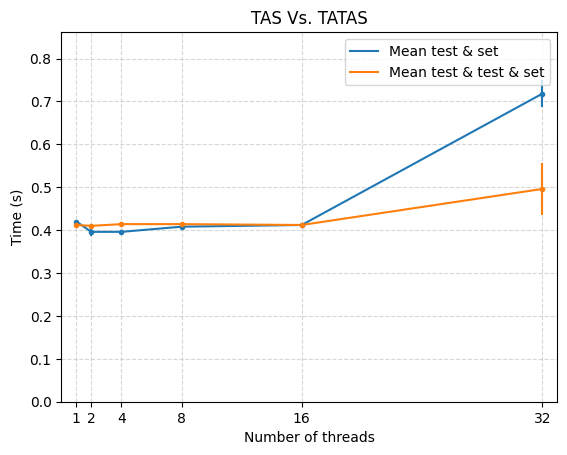 TAS Vs. TATAS
Mean test & set
Mean test & test & set
Time (s)
0.8
0.7
0.6
0.5
0.4
0.3
0.2
0.1
0.0
1 2 4 8 16 32
Number of threads